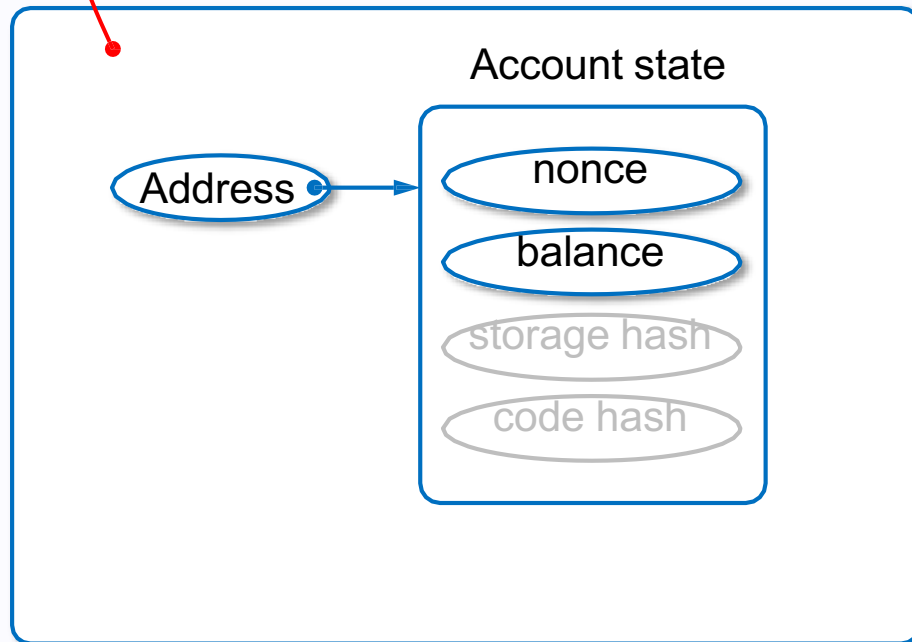 Account state
Address
nonce
balance
storage hash
code hash